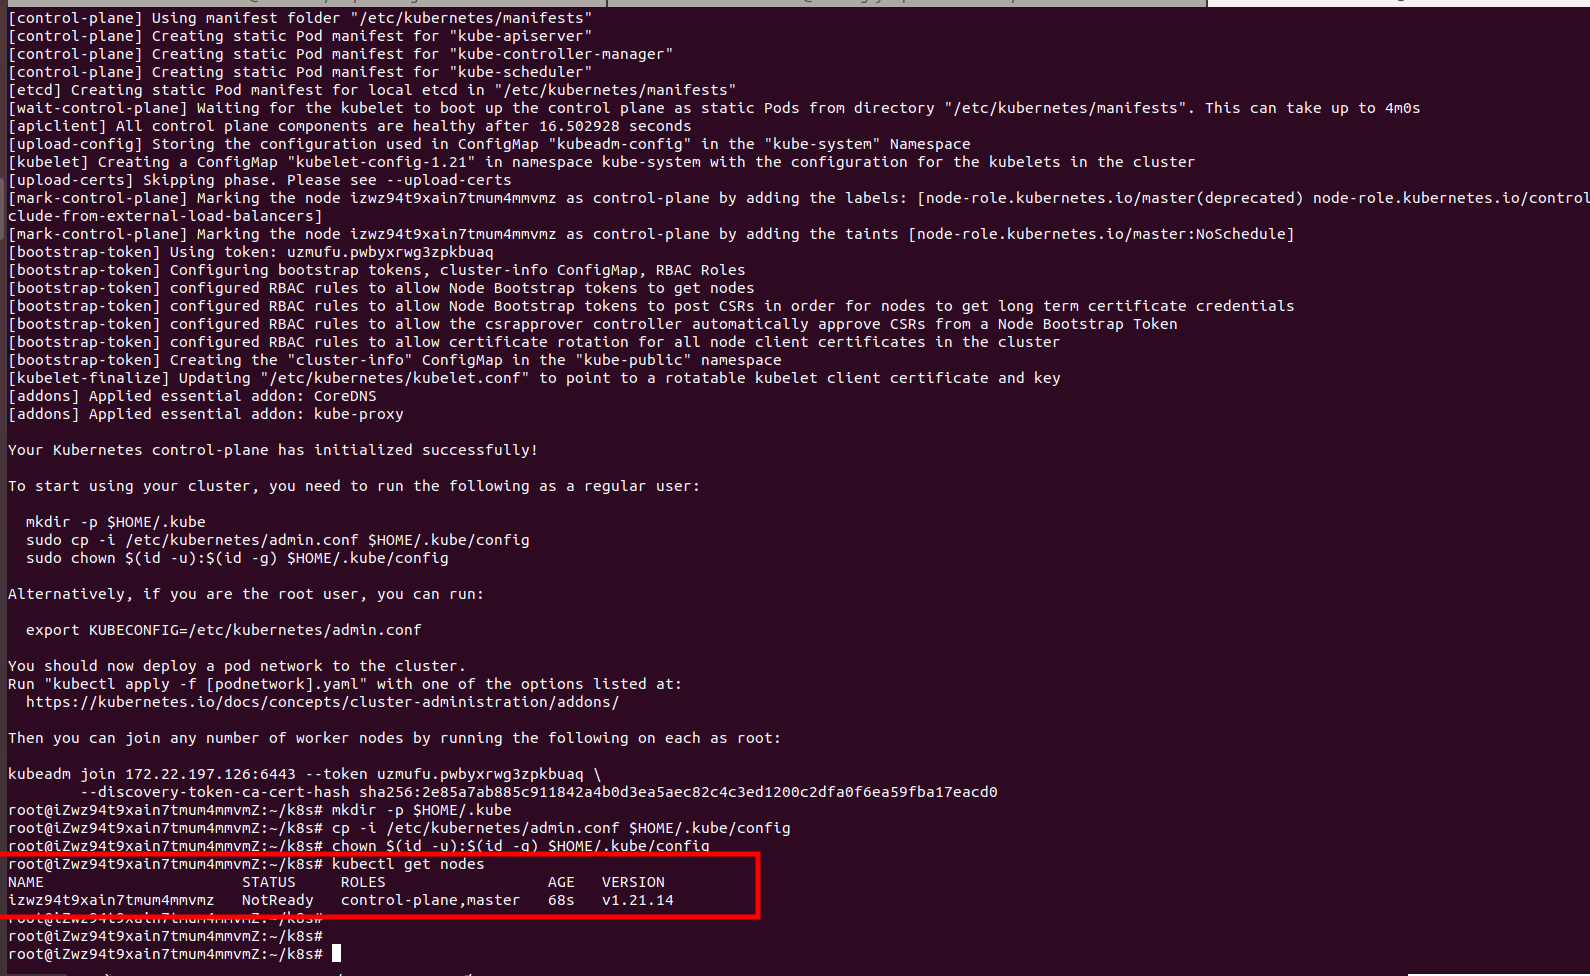 [control-plane] Using manifest folder "/etc/kubernetes/manifests"
[control-plane] Creating static Pod manifest for "kube-apiserver"
[control-plane] Creating static Pod manifest for "kube-controller-manager"
[control-plane] Creating static Pod manifest for "kube-scheduler"
[etcd] Creating static Pod manifest for local etcd in "/etc/kubernetes/manifests"
[wait-control-plane] Waiting for the kubelet to boot up the control plane as static Pods from directory "/etc/kubernetes/manifests". This can take up to 4m0s
[apiclient] All control plane components are healthy after 16.502928 seconds
[upload-config] Storing the configuration used in ConfigMap "kubeadm-config" in the "kube-system" Namespace
[kubelet] Creating a ConfigMap "kubelet-config-1.21" in namespace kube-system with the configuration for the kubelets in the cluster
[upload-certs] Skipping phase. Please see --upload-certs
[mark-control-plane] Marking the node izwz94t9xain7tmum4mmvmz as control-plane by adding the labels: [node-role.kubernetes.io/master(deprecated) node-role.kubernetes.io/control
clude-from-external-load-balancers]
[mark-control-plane] Marking the node izwz94t9xain7tmum4mmvmz as control-plane by adding the taints [node-role.kubernetes.io/master:NoSchedule]
[bootstrap-token] Using token: uzmufu.pwbyxrwg3zpkbuaq
[bootstrap-token] Configuring bootstrap tokens, cluster-info ConfigMap, RBAC Roles
[bootstrap-token] configured RBAC rules to allow Node Bootstrap tokens to get nodes
[bootstrap-token] configured RBAC rules to allow Node Bootstrap tokens to post CSRs in order for nodes to get long term certificate credentials
[bootstrap-token] configured RBAC rules to allow the csrapprover controller automatically approve CSRs from a Node Bootstrap Token
[bootstrap-token] configured RBAC rules to allow certificate rotation for all node client certificates in the cluster
[bootstrap-token] Creating the "cluster-info" ConfigMap in the "kube-public" namespace
[kubelet-finalize] Updating "/etc/kubernetes/kubelet.conf" to point to a rotatable kubelet client certificate and key
[addons] Applied essential addon: CoreDNS
[addons] Applied essential addon: kube-proxy
Your Kubernetes control-plane has initialized successfully!
To start using your cluster, you need to run the following as a regular user:
mkdir -p $HOME/.kube
sudo cp -i /etc/kubernetes/admin.conf $HOME/.kube/config
sudo chown $(id -u):$(id -g) $HOME/.kube/config
Alternatively, if you are the root user, you can run:
export KUBECONFIG=/etc/kubernetes/admin.conf
You should now deploy a pod network to the cluster.
Run "kubectl apply -f [podnetwork].yaml" with one of the options listed at:
https://kubernetes.io/docs/concepts/cluster-administration/addons/
Then you can join any number of worker nodes by running the following on each as root:
kubeadm join 172.22.197.126:6443 --token uzmufu.pwbyxrwg3zpkbuaq \
--discovery-token-ca-cert-hash sha256:2e85a7ab885c911842a4b0d3ea5aec82c4c3ed1200c2dfa0f6ea59fba17eacd0
root@iZwz94t9xain7tmum4mmvmZ:~/k8s# mkdir -p $HOME/.kube
root@iZwz94t9xain7tmum4mmvmZ:~/k8s# cp -i /etc/kubernetes/admin.conf $HOME/.kube/config
root@iZwz94t9xain7tmum4mmvmZ:~/k8s# chown $(id -u):$(id -g) $HOME/.kube/config
root@iZwz94t9xain7tmum4mmvmZ:~/k8s# kubectl get nodes
NAME STATUS ROLES AGE VERSION
izwz94t9xain7tmum4mmvmz NotReady control-plane,master 68s v1.21.14
root@iZwz94t9xain7tmum4mmvmZ:~/k8s#
root@iZwz94t9xain7tmum4mmvmZ:~/k8s#
root@iZwz94t9xain7tmum4mmvmZ:~/k8s#